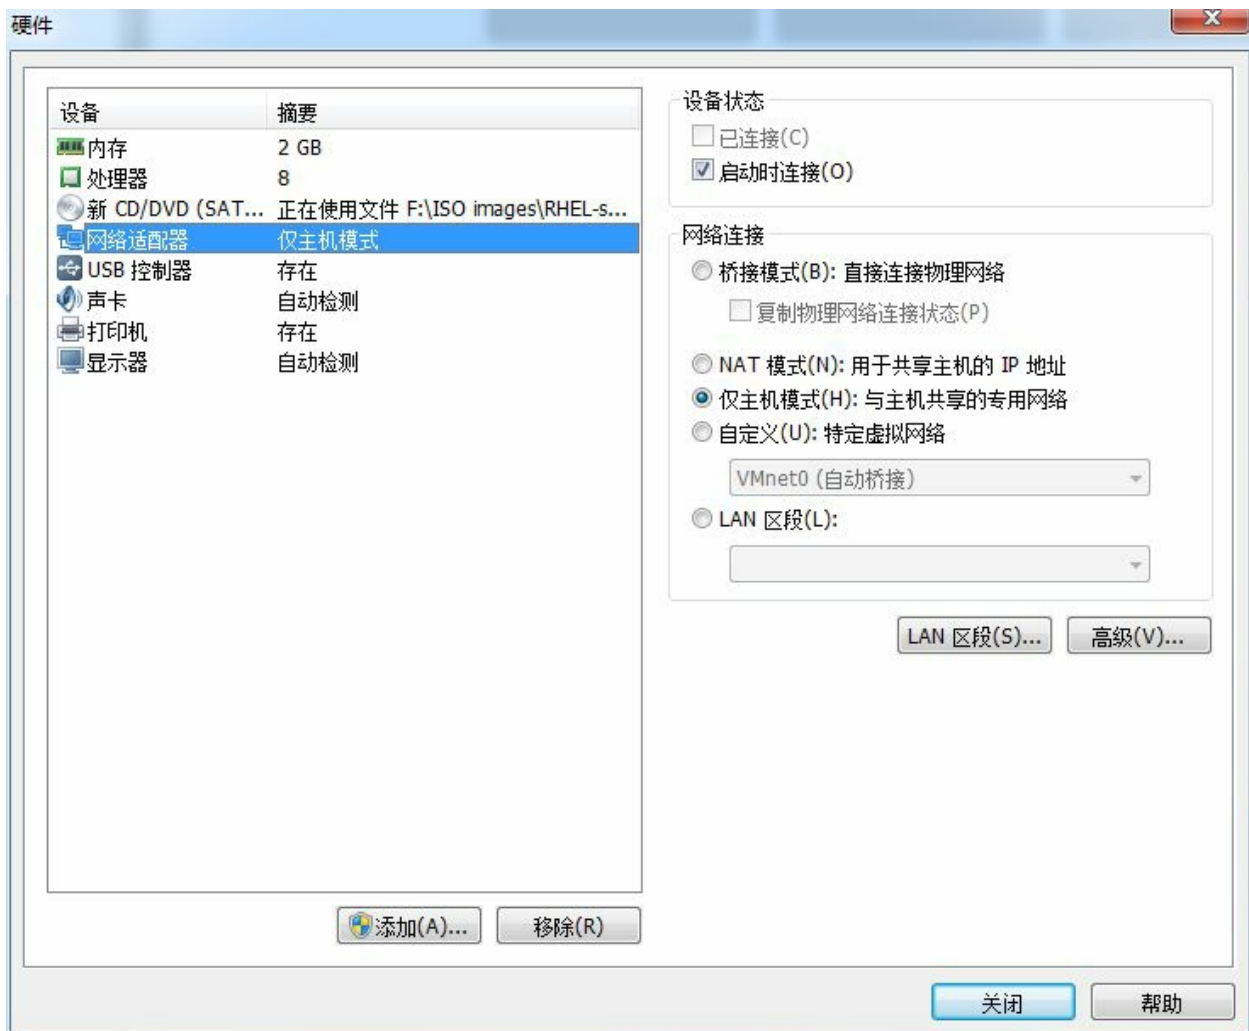 硬件
设备 摘要
内存 2 GB
处理器 8
新 CD/DVD (SAT... 正在使用文件 F:\ISO images\RHEL-s...
网络适配器 仅主机模式
USB 控制器 存在
声卡 自动检测
打印机 存在
显示器 自动检测
添加(A)... 移除(R)
设备状态
已连接(C)
启动时连接(O)
网络连接
桥接模式(B): 直接连接物理网络
复制物理网络连接状态(P)
NAT 模式(N): 用于共享主机的 IP 地址
仅主机模式(H): 与主机共享的专用网络
自定义(U): 特定虚拟网络
VMnet0 (自动桥接)
LAN 区段(L):
LAN 区段(S)... 高级(V)...
关闭 帮助